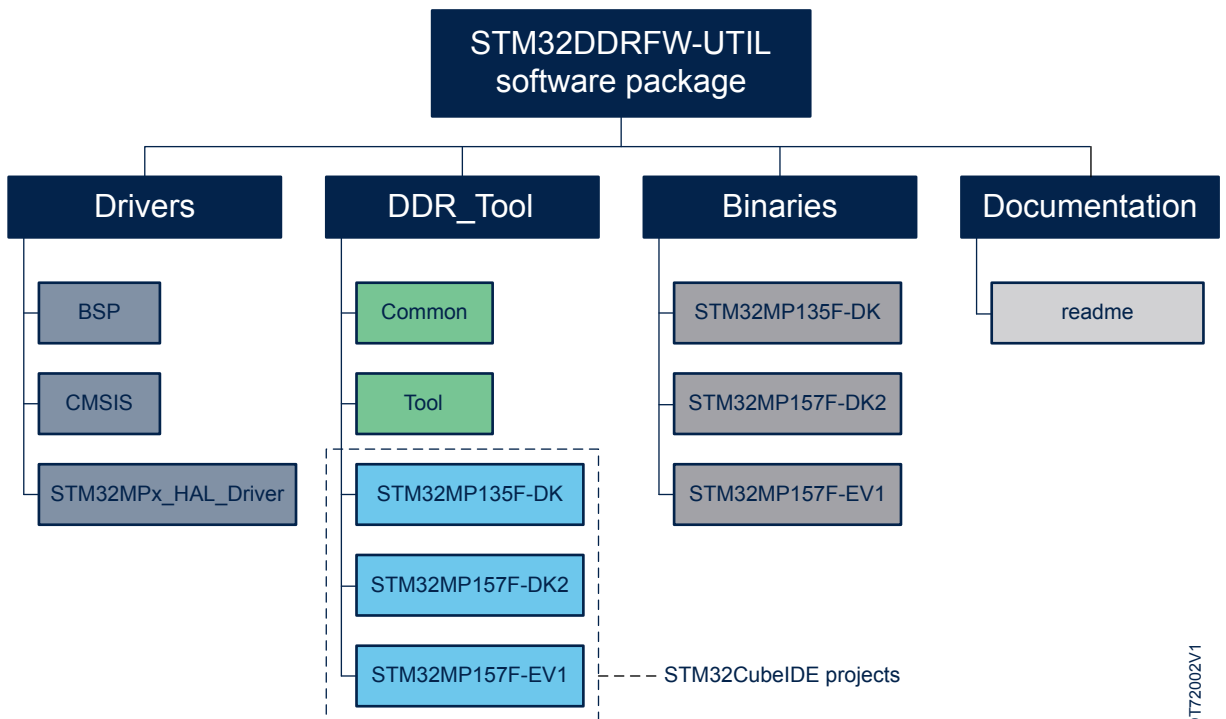 STM32DDRFW-UTIL
software package
Drivers
DDR_Tool
Binaries
Documentation
BSP
Common
STM32MP135F-DK
readme
CMSIS
Tool
STM32MP157F-DK2
STM32MPx_HAL_Driver
STM32MP135F-DK
STM32MP157F-EV1
STM32MP157F-DK2
STM32MP157F-EV1
STM32CubeIDE projects